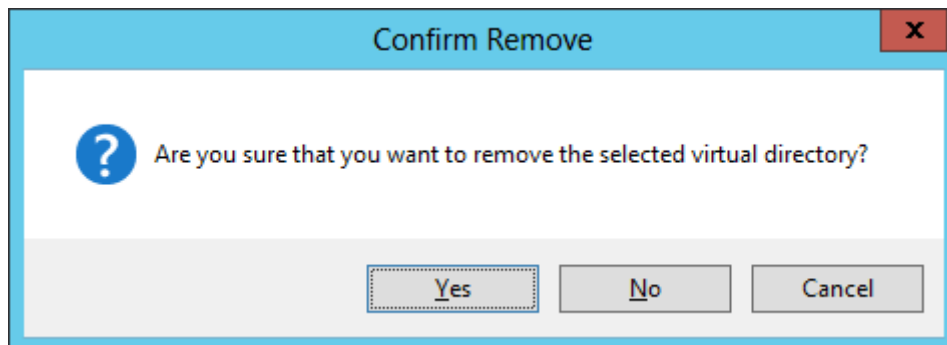 Confirm Remove
x
?
Are you sure that you want to remove the selected virtual directory?
Yes
No
Cancel